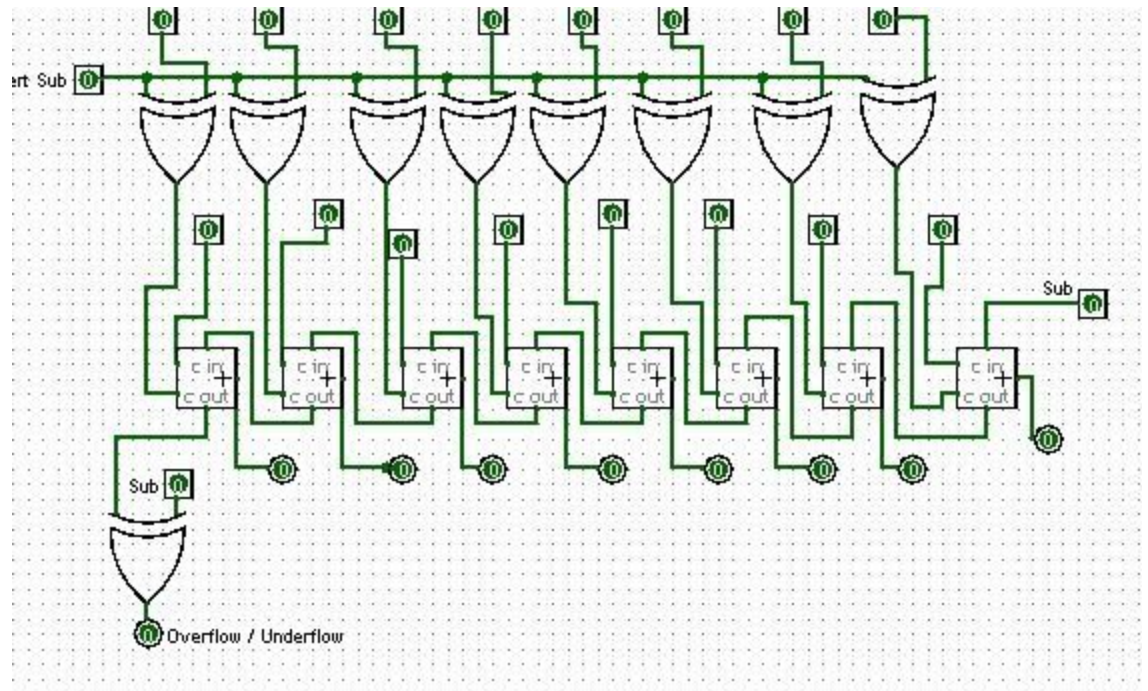 0 0 0 0 0 0 0 0
ert Sub 0
0 0 0 0 0 0 0 0
Sub 0
c in c in c in c in c in c in c in c in
+ + + + + + + +
c out c out c out c out c out c out c out c out
0
0 0 0 0 0 0 0
Sub 0
0 Overflow / Underflow